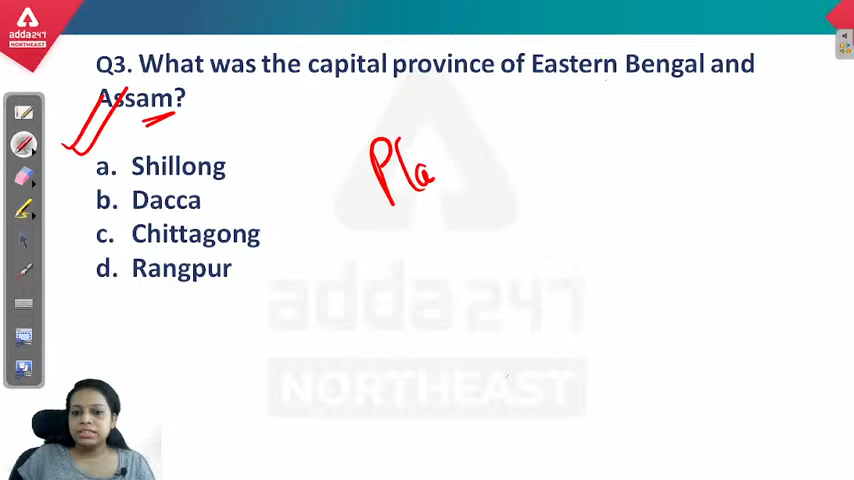 adda247
NORTHEAST
Q3. What was the capital province of Eastern Bengal and
Assam?
a. Shillong
b. Dacca
c. Chittagong
d. Rangpur
Pla
adda247
NORTHEAST